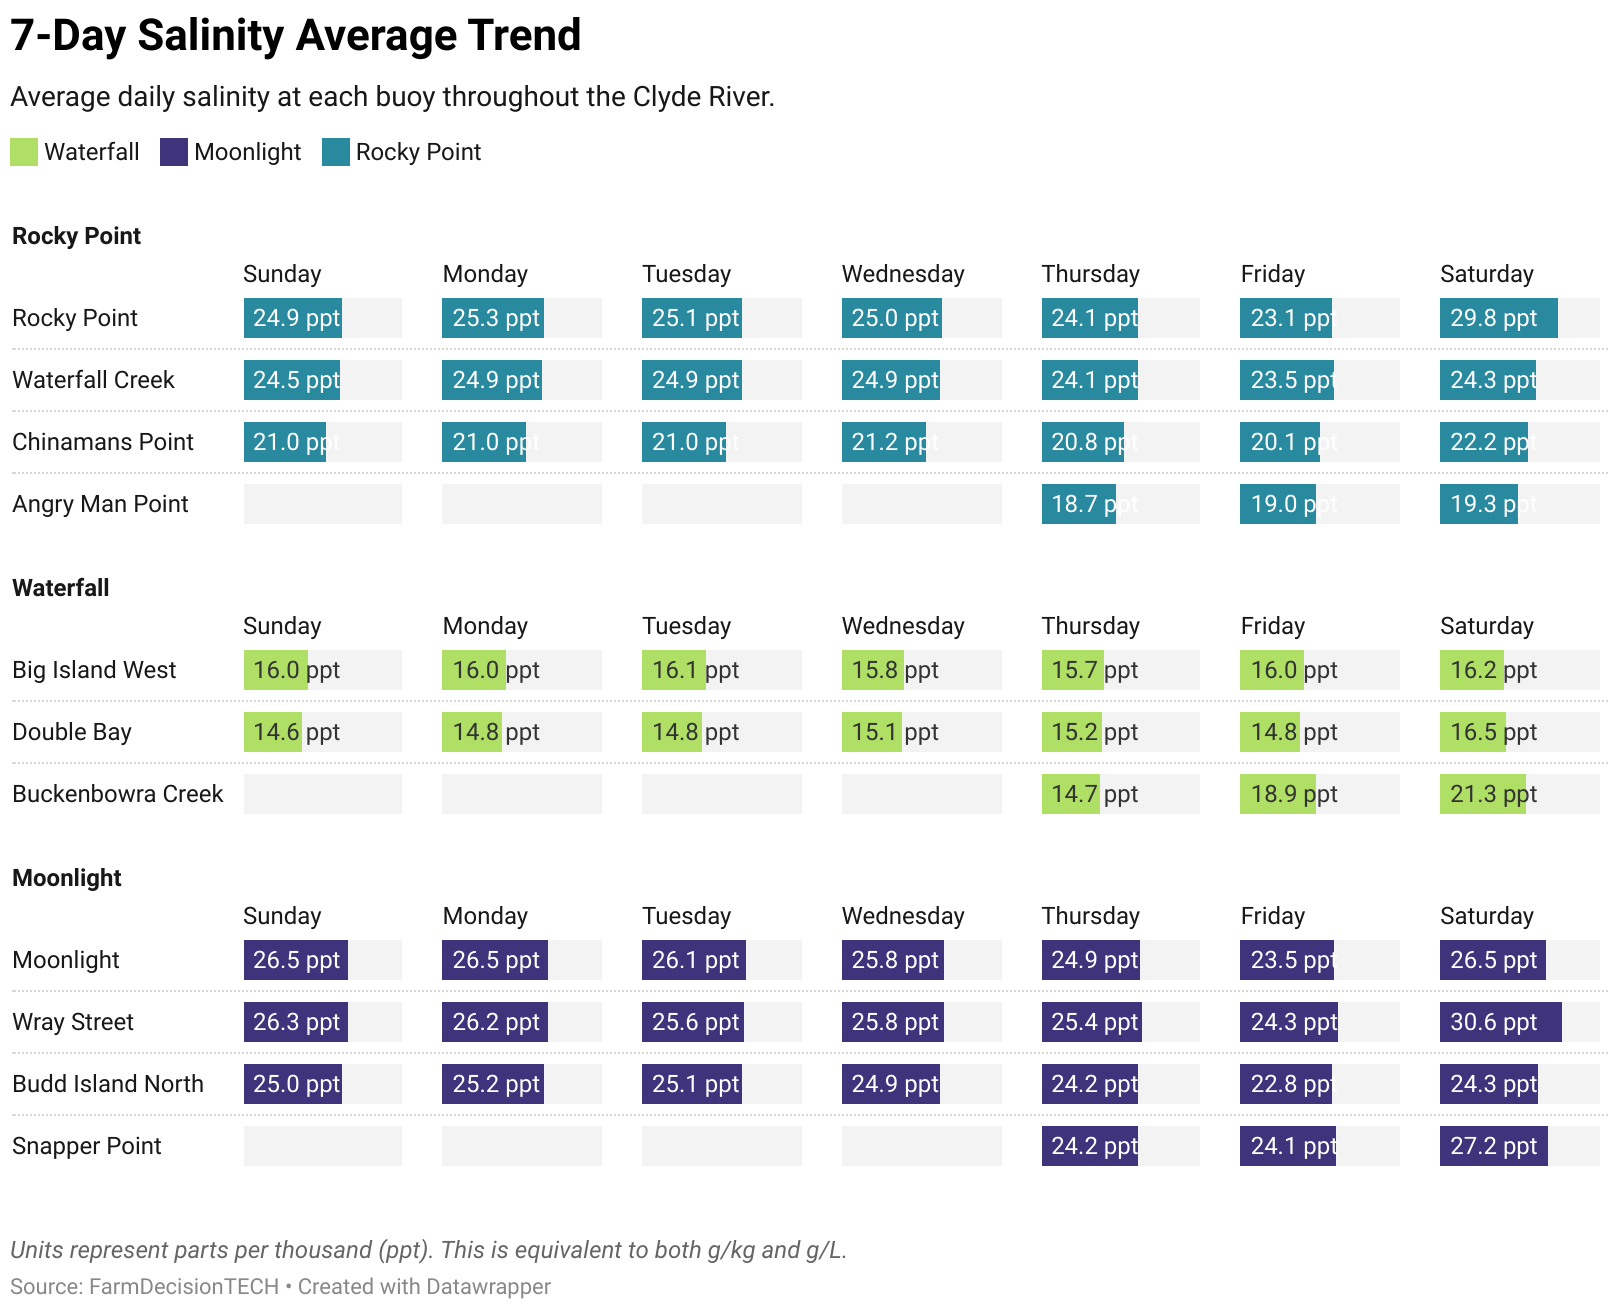 7-Day Salinity Average Trend
Average daily salinity at each buoy throughout the Clyde River.
Waterfall Moonlight Rocky Point
Rocky Point
Sunday Monday Tuesday Wednesday Thursday Friday Saturday
Rocky Point 24.9 ppt 25.3 ppt 25.1 ppt 25.0 ppt 24.1 ppt 23.1 ppt 29.8 ppt
Waterfall Creek 24.5 ppt 24.9 ppt 24.9 ppt 24.9 ppt 24.1 ppt 23.5 ppt 24.3 ppt
Chinamans Point 21.0 ppt 21.0 ppt 21.0 ppt 21.2 ppt 20.8 ppt 20.1 ppt 22.2 ppt
Angry Man Point 18.7 ppt 19.0 ppt 19.3 ppt
Waterfall
Sunday Monday Tuesday Wednesday Thursday Friday Saturday
Big Island West 16.0 ppt 16.0 ppt 16.1 ppt 15.8 ppt 15.7 ppt 16.0 ppt 16.2 ppt
Double Bay 14.6 ppt 14.8 ppt 14.8 ppt 15.1 ppt 15.2 ppt 14.8 ppt 16.5 ppt
Buckenbowra Creek 14.7 ppt 18.9 ppt 21.3 ppt
Moonlight
Sunday Monday Tuesday Wednesday Thursday Friday Saturday
Moonlight 26.5 ppt 26.5 ppt 26.1 ppt 25.8 ppt 24.9 ppt 23.5 ppt 26.5 ppt
Wray Street 26.3 ppt 26.2 ppt 25.6 ppt 25.8 ppt 25.4 ppt 24.3 ppt 30.6 ppt
Budd Island North 25.0 ppt 25.2 ppt 25.1 ppt 24.9 ppt 24.2 ppt 22.8 ppt 24.3 ppt
Snapper Point 24.2 ppt 24.1 ppt 27.2 ppt
Units represent parts per thousand (ppt). This is equivalent to both g/kg and g/L.
Source: FarmDecisionTECH • Created with Datawrapper